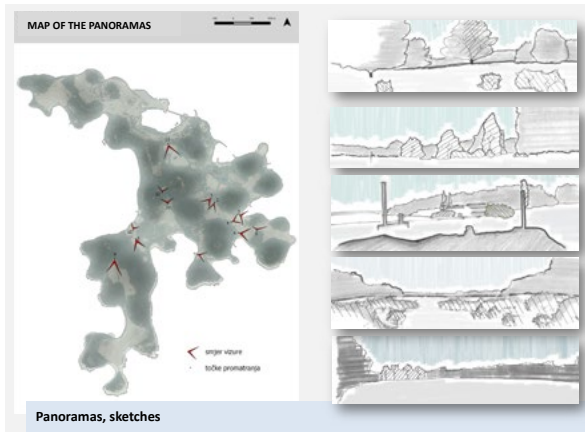 MAP OF THE PANORAMAS
smjer vizure
točke promatranja
Panoramas, sketches